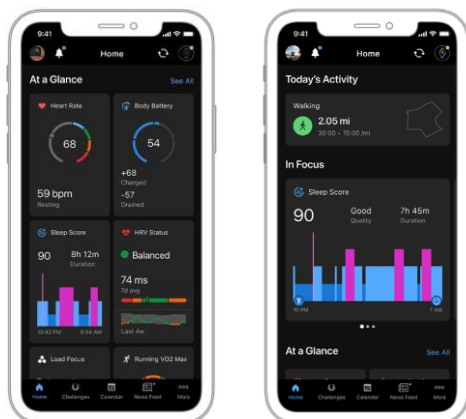 9:41
Home
At a Glance
See All
Heart Rate
Body Battery
68
54
59 bpm
Resting
+68
Charged
-57
Drained
Sleep Score
HRV Status
90
8h 12m
Duration
Balanced
74 ms
7d avg
10:42 PM
6:54 AM
Last 4w
Load Focus
Running VO2 Max
Home
Challenges
Calendar
News Feed
More
9:41
Home
Today's Activity
Walking
2.05 mi
30:00 • 15:00 /mi
In Focus
Sleep Score
90
Good
Quality
7h 45m
Duration
10 PM
7 AM
At a Glance
See All
Home
Challenges
Calendar
News Feed
More